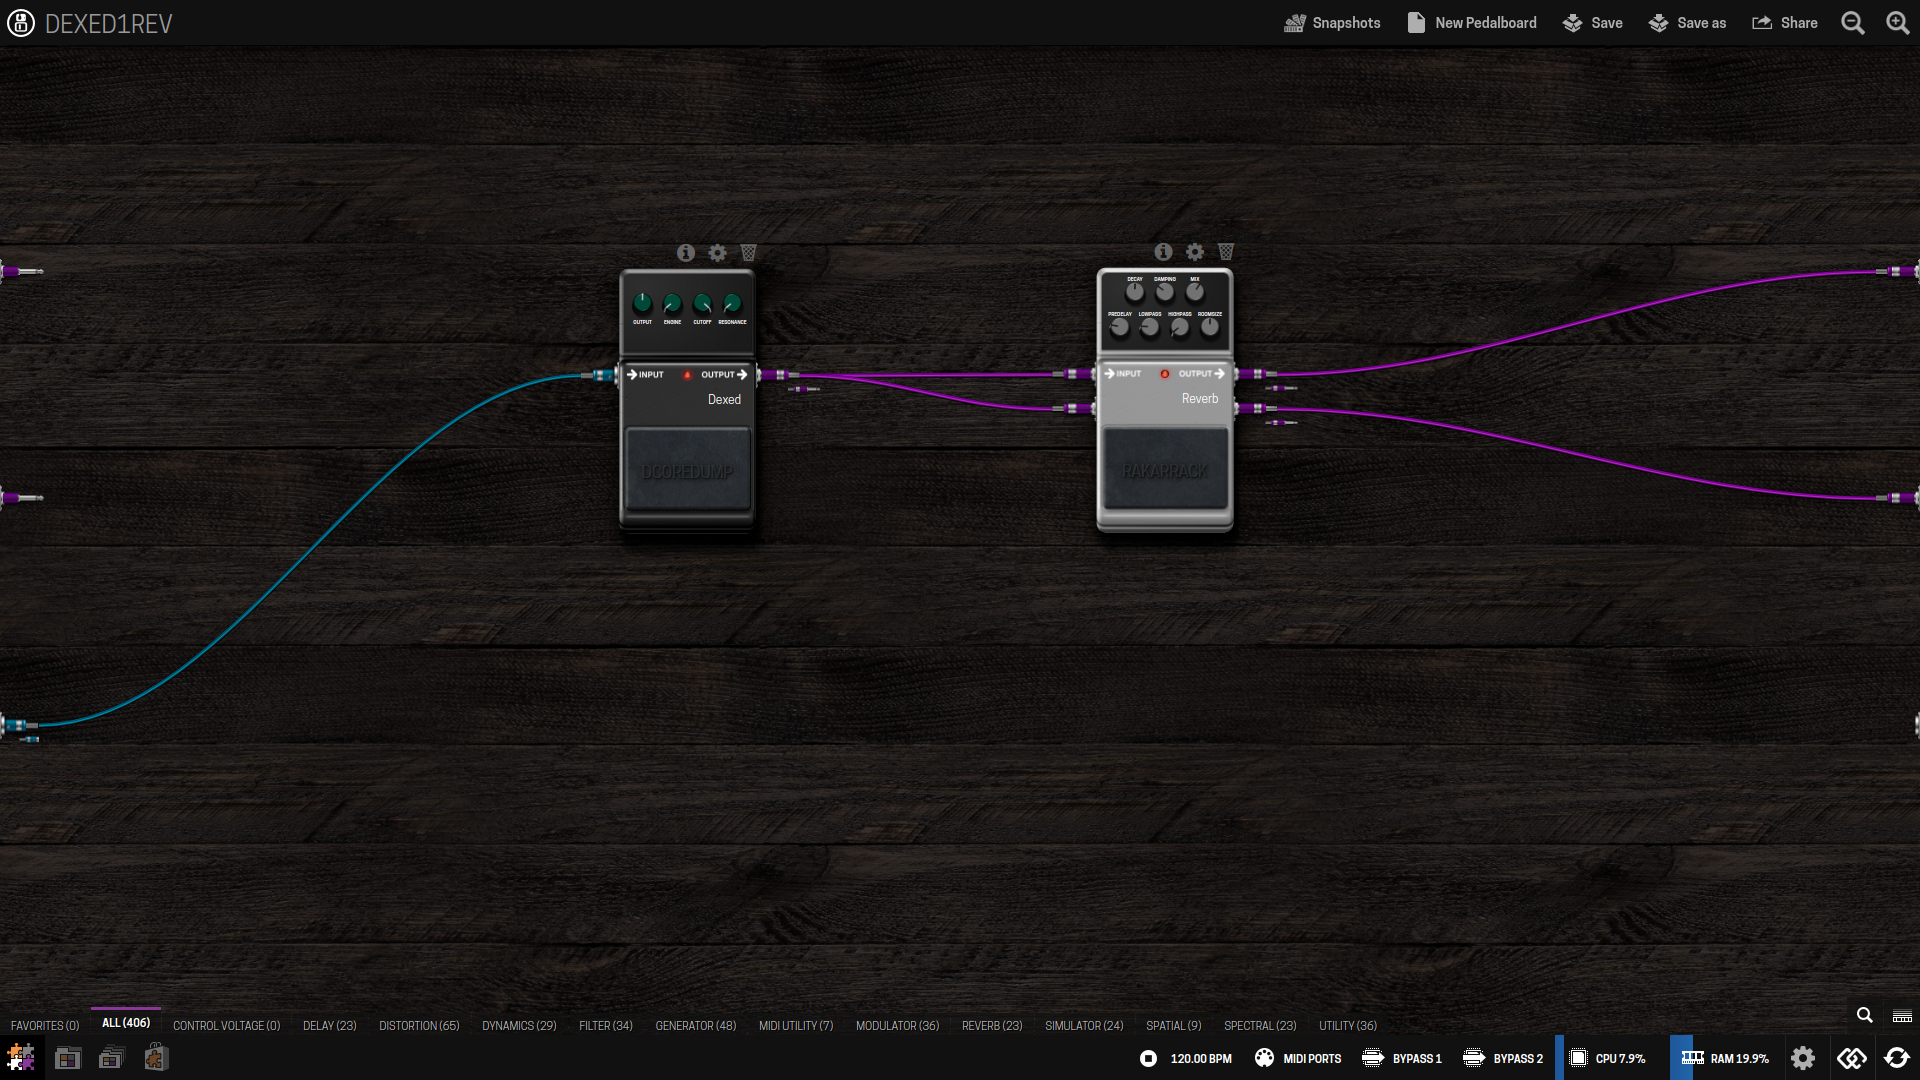 DEXED1REV
Snapshots
New Pedalboard
Save
Save as
Share
OUTPUT
ENGINE
CUTOFF
RESONANCE
INPUT
OUTPUT
Dexed
DCOREDUMP
DECAY
DAMPING
MIX
PREDELAY
LOWPASS
HIGHPASS
ROOMSIZE
INPUT
OUTPUT
Reverb
RAKARRACK
FAVORITES (0)
ALL (406)
CONTROL VOLTAGE (0)
DELAY (23)
DISTORTION (65)
DYNAMICS (29)
FILTER (34)
GENERATOR (48)
MIDI UTILITY (7)
MODULATOR (36)
REVERB (23)
SIMULATOR (24)
SPATIAL (9)
SPECTRAL (23)
UTILITY (36)
120.00 BPM
MIDI PORTS
BYPASS 1
BYPASS 2
CPU 7.9%
RAM 19.9%